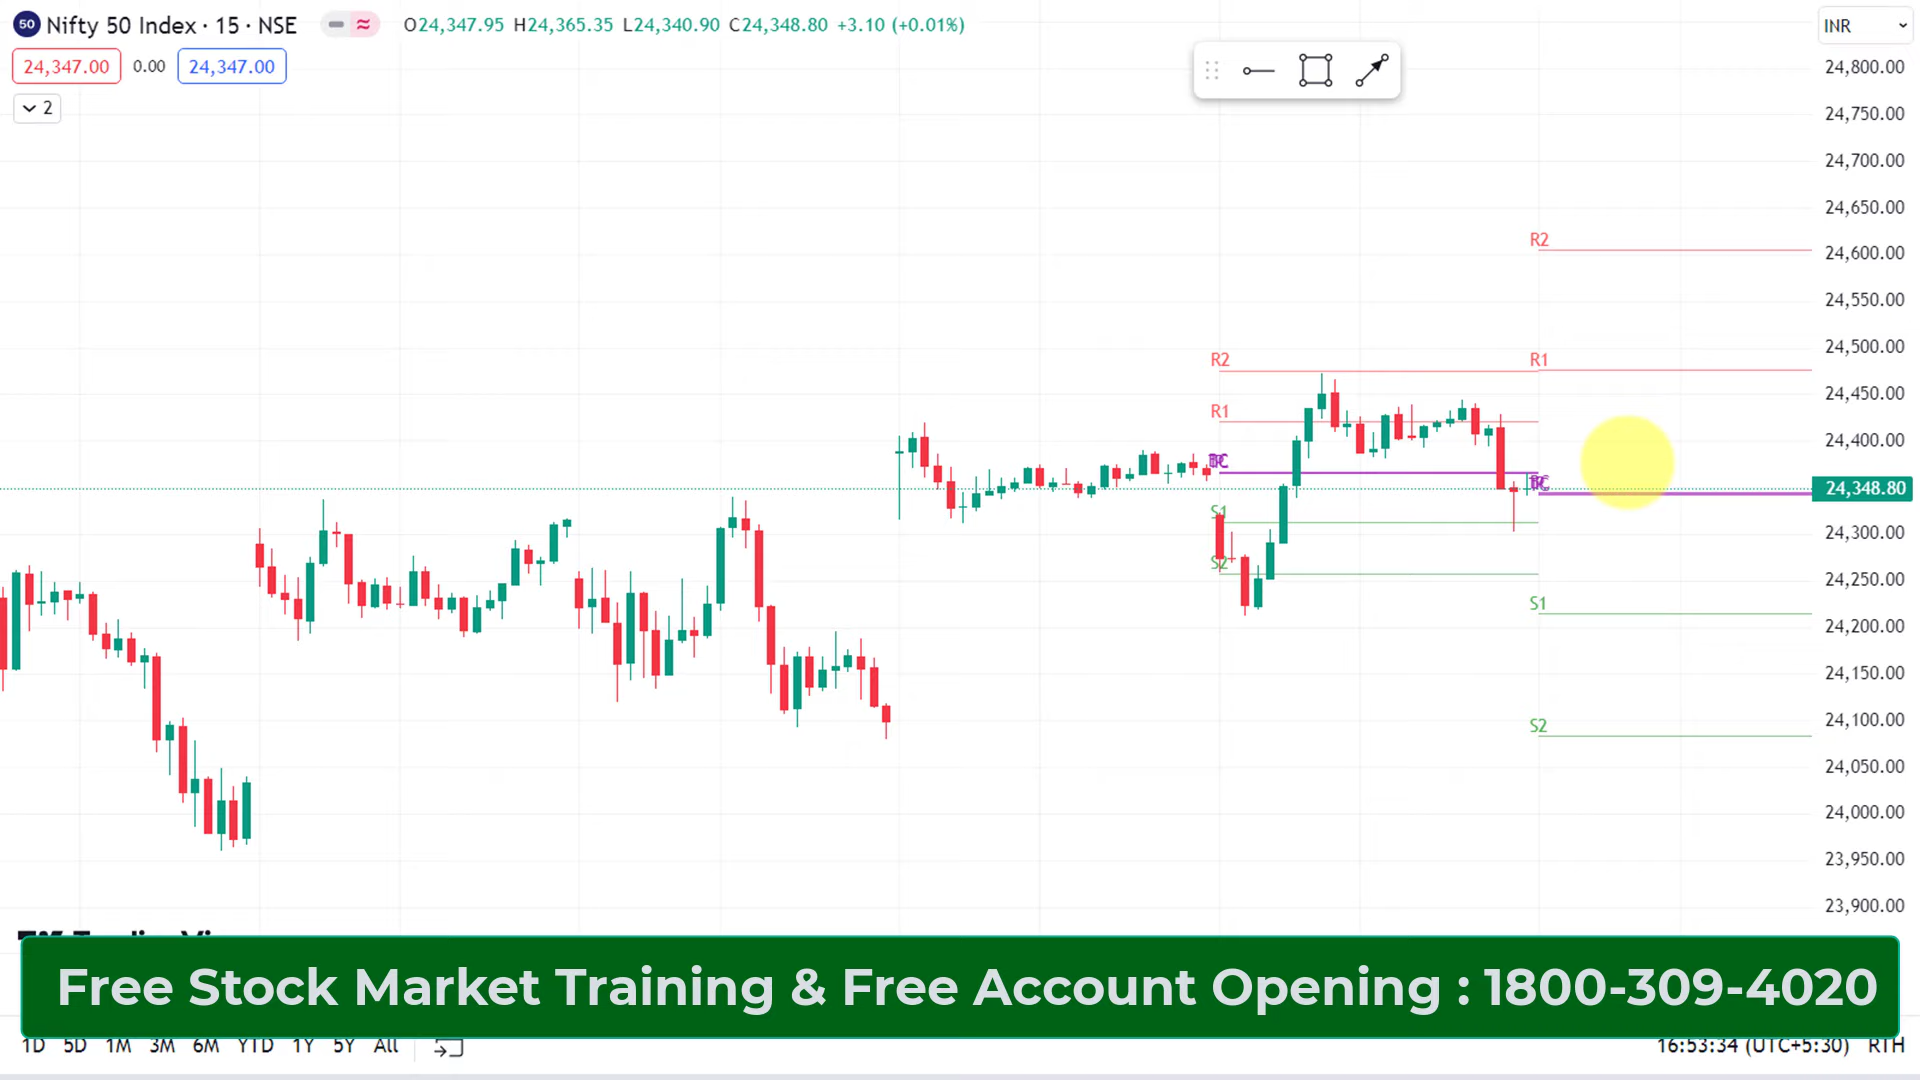 50 Nifty 50 Index · 15 · NSE
O24,347.95 H24,365.35 L24,340.90 C24,348.80 +3.10 (+0.01%)
INR
24,347.00 0.00 24,347.00
2
24,800.00
24,750.00
24,700.00
24,650.00
R2
24,600.00
24,550.00
24,500.00
R2
R1
24,450.00
R1
24,400.00
24,348.80
S1
24,300.00
S2
24,250.00
S1
24,200.00
24,150.00
24,100.00
S2
24,050.00
24,000.00
23,950.00
23,900.00
Free Stock Market Training & Free Account Opening : 1800-309-4020
1D 5D 1M 3M 6M YTD 1Y 5Y All
16:53:34 (UTC+5:30) RTH